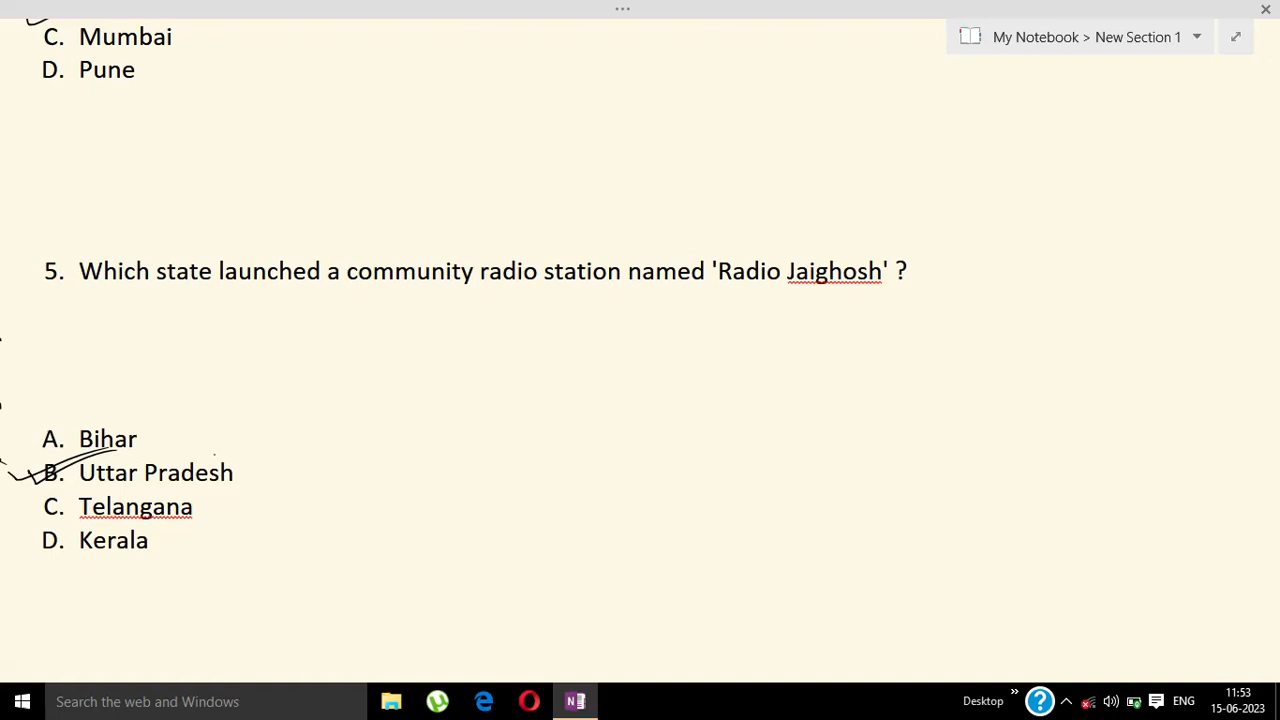 C. Mumbai
D. Pune
My Notebook > New Section 1
5. Which state launched a community radio station named 'Radio Jaighosh' ?
A. Bihar
B. Uttar Pradesh
C. Telangana
D. Kerala
Search the web and Windows
Desktop
ENG
11:53
15-06-2023